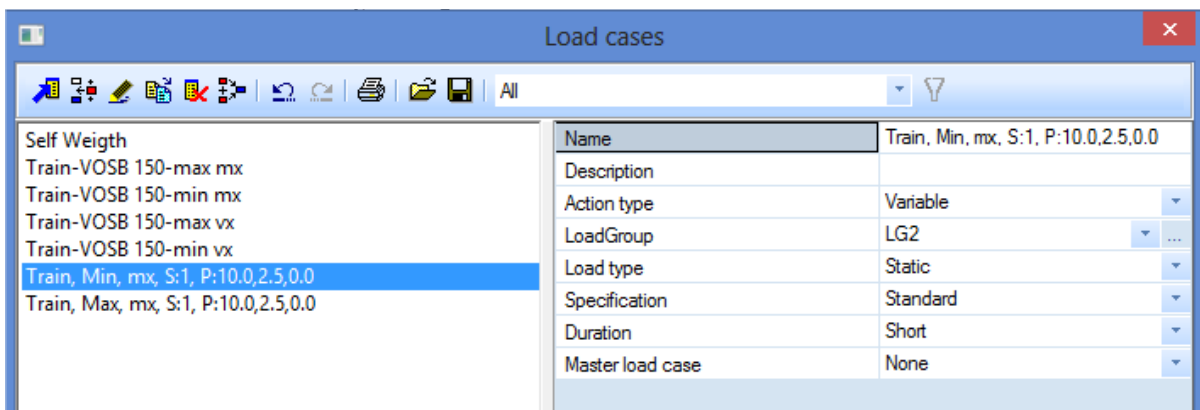 Load cases
All
Self Weigth
Train-VOSB 150-max mx
Train-VOSB 150-min mx
Train-VOSB 150-max vx
Train-VOSB 150-min vx
Train, Min, mx, S:1, P:10.0,2.5,0.0
Train, Max, mx, S:1, P:10.0,2.5,0.0
Name Train, Min, mx, S:1, P:10.0,2.5,0.0
Description
Action type Variable
LoadGroup LG2 ...
Load type Static
Specification Standard
Duration Short
Master load case None